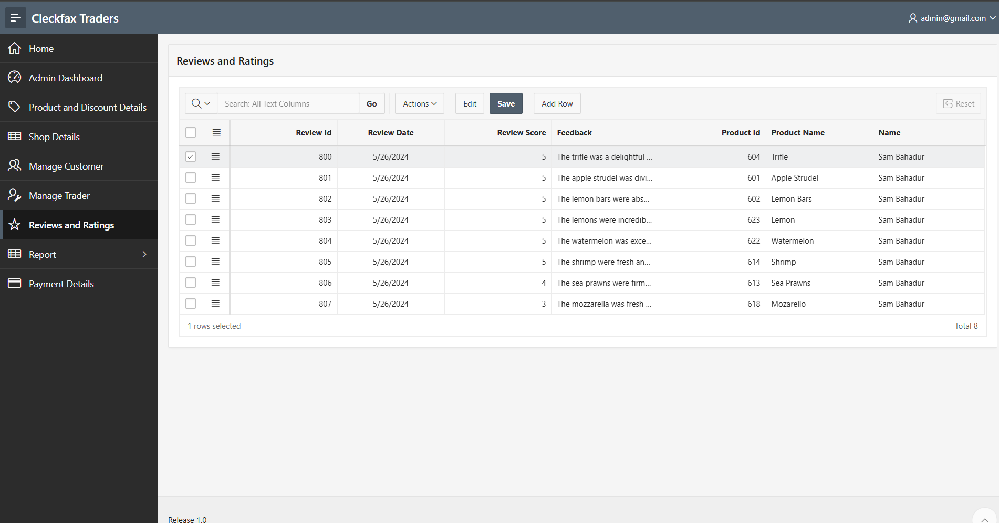 Cleckfax Traders
admin@gmail.com
Home
Admin Dashboard
Product and Discount Details
Shop Details
Manage Customer
Manage Trader
Reviews and Ratings
Report
Payment Details
Reviews and Ratings
Search: All Text Columns Go Actions Edit Save Add Row Reset
Review Id Review Date Review Score Feedback Product Id Product Name Name
800 5/26/2024 5 The trifle was a delightful ... 604 Trifle Sam Bahadur
801 5/26/2024 5 The apple strudel was divi... 601 Apple Strudel Sam Bahadur
802 5/26/2024 5 The lemon bars were abs... 602 Lemon Bars Sam Bahadur
803 5/26/2024 5 The lemons were incredib... 623 Lemon Sam Bahadur
804 5/26/2024 5 The watermelon was exce... 622 Watermelon Sam Bahadur
805 5/26/2024 5 The shrimp were fresh an... 614 Shrimp Sam Bahadur
806 5/26/2024 4 The sea prawns were firm... 613 Sea Prawns Sam Bahadur
807 5/26/2024 3 The mozzarella was fresh ... 618 Mozarello Sam Bahadur
1 rows selected Total 8
Release 1.0